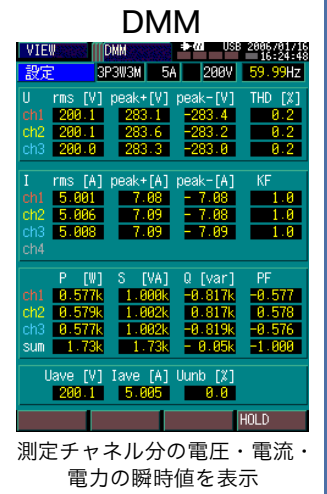 DMM
VIEW DMM USB 2006/01/16
16:24:48
設定 3P3W3M 5A 200V 59.99Hz
U rms [V] peak+[V] peak-[V] THD [%]
ch1 200.1 283.1 -283.4 0.2
ch2 200.1 283.6 -283.2 0.2
ch3 200.0 283.3 -283.0 0.2
I rms [A] peak+[A] peak-[A] KF
ch1 5.001 7.08 - 7.08 1.0
ch2 5.006 7.09 - 7.08 1.0
ch3 5.008 7.09 - 7.09 1.0
ch4
P [W] S [VA] Q [var] PF
ch1 0.577k 1.000k -0.817k -0.577
ch2 0.579k 1.002k 0.817k 0.578
ch3 0.577k 1.002k -0.819k -0.576
sum 1.73k 1.73k - 0.05k -1.000
Uave [V] Iave [A] Uunb [%]
200.1 5.005 0.0
HOLD
測定チャネル分の電圧・電流・
電力の瞬時値を表示